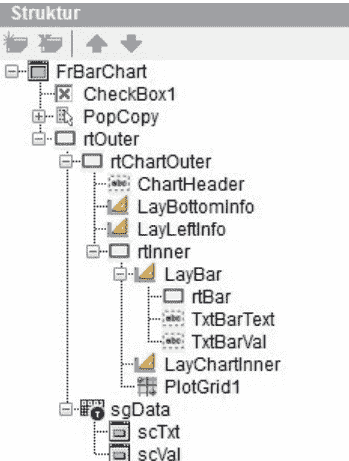 Struktur
FrBarChart
CheckBox1
PopCopy
rtOuter
rtChartOuter
ChartHeader
LayBottomInfo
LayLeftInfo
rtInner
LayBar
rtBar
TxtBarText
TxtBarVal
LayChartInner
PlotGrid1
sgData
scTxt
scVal